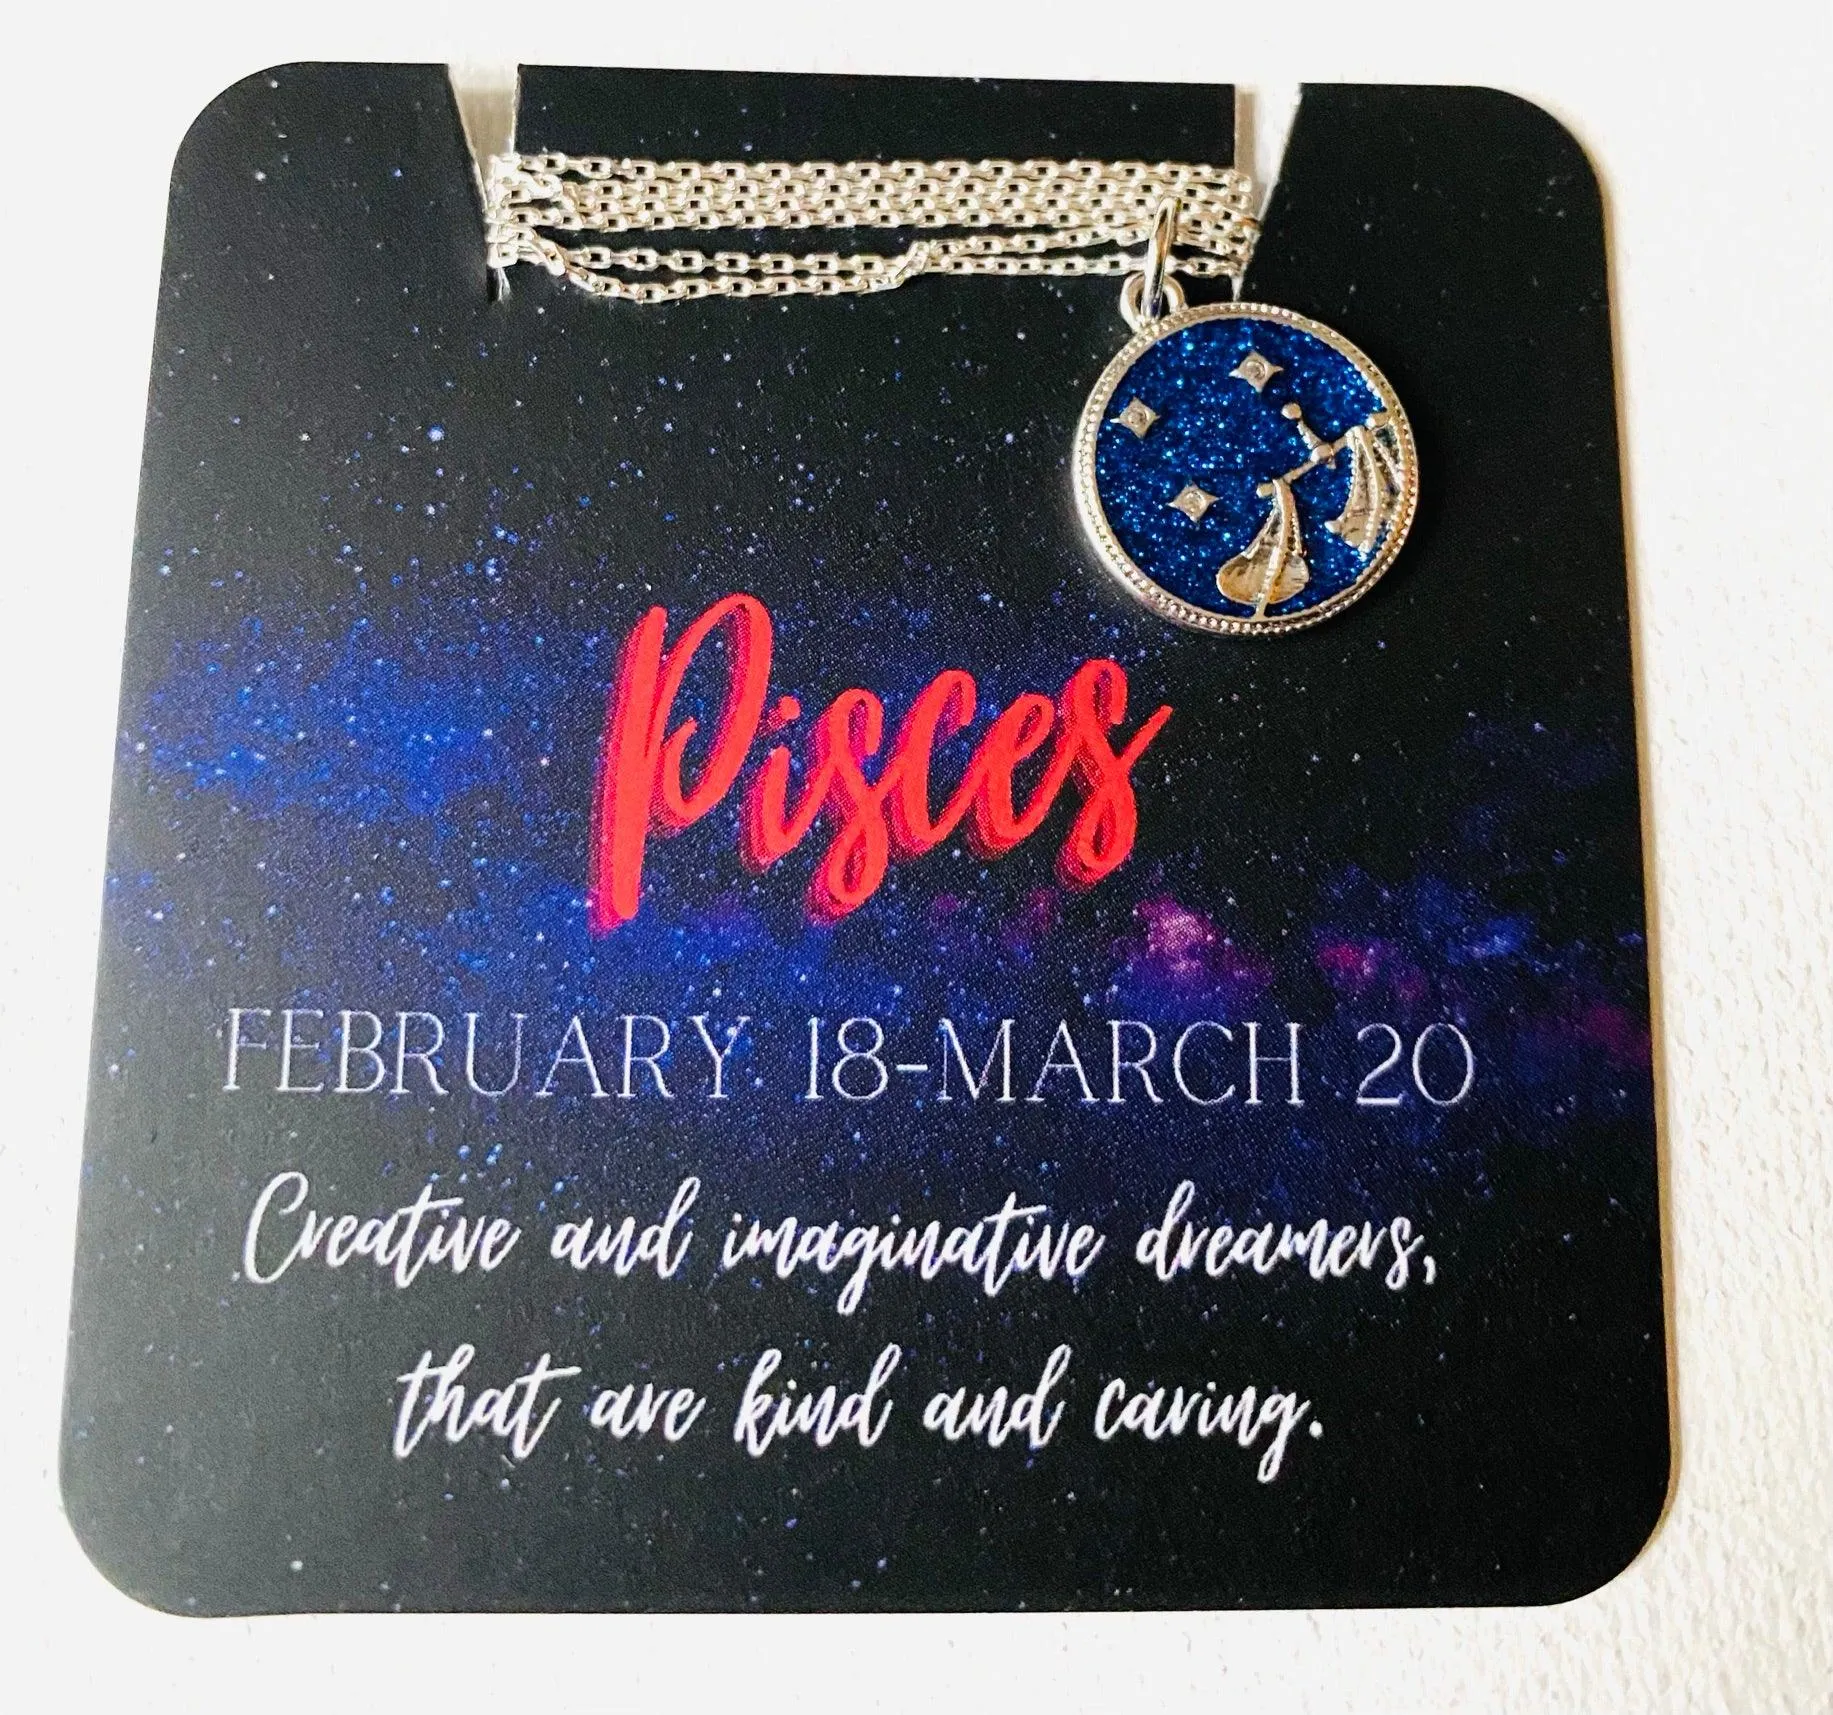 Pisces
FEBRUARY 18-MARCH 20
Creative and imaginative dreamers,
that are kind and caring.